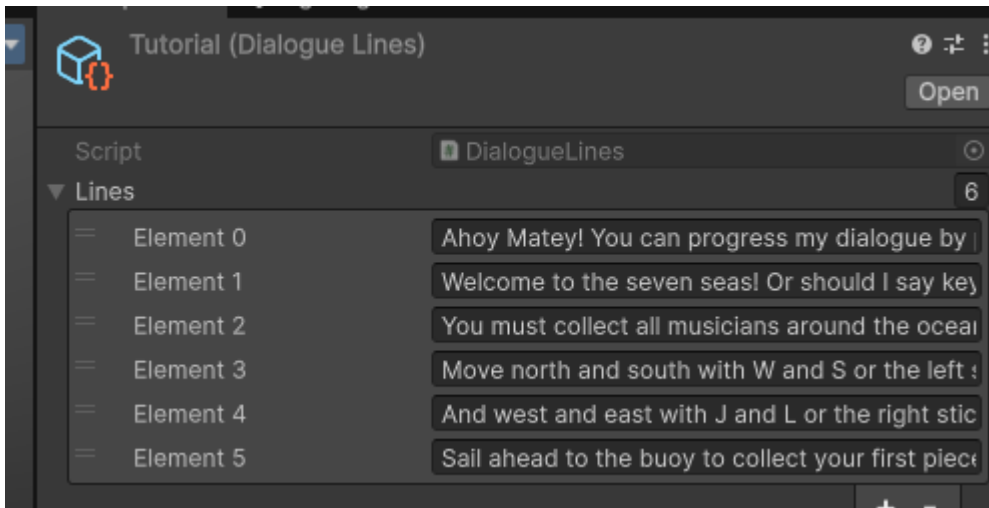 Tutorial (Dialogue Lines)
Open
Script DialogueLines
Lines 6
Element 0 Ahoy Matey! You can progress my dialogue by
Element 1 Welcome to the seven seas! Or should I say key
Element 2 You must collect all musicians around the
Element 3 Move north and south with W and S or the left
Element 4 And west and east with J and L or the right stic
Element 5 Sail ahead to the buoy to collect your first piece